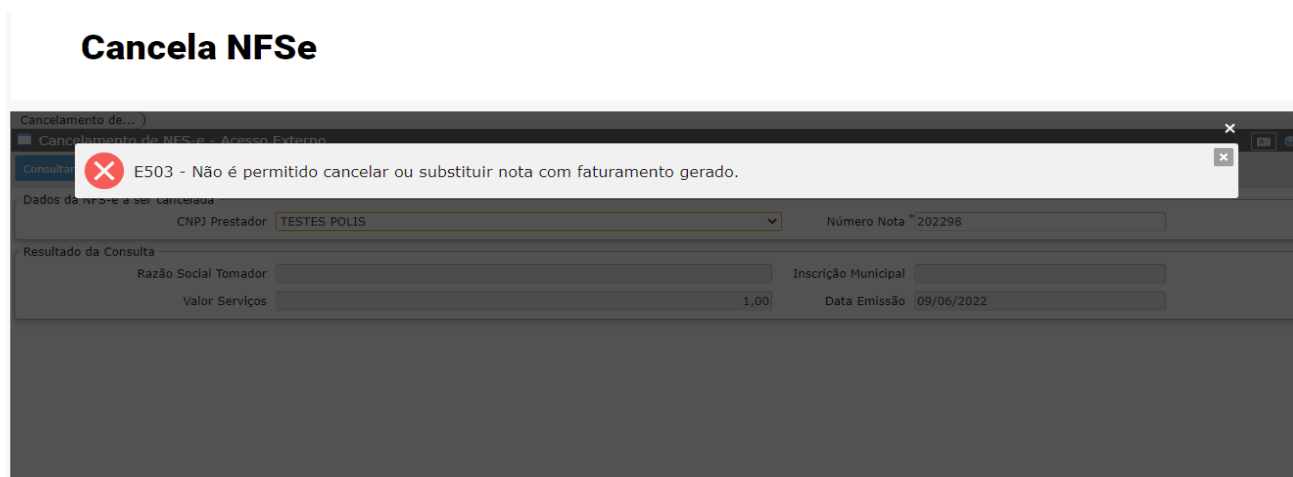 Cancela NFSe
Cancelamento de...
Cancelamento de NFS-e - Acesso Externo
Consultar
E503 - Não é permitido cancelar ou substituir nota com faturamento gerado.
Dados da NFS-e a ser cancelada
CNPJ Prestador TESTES POLIS Número Nota *202298
Resultado da Consulta
Razão Social Tomador Inscrição Municipal
Valor Serviços 1,00 Data Emissão 09/06/2022